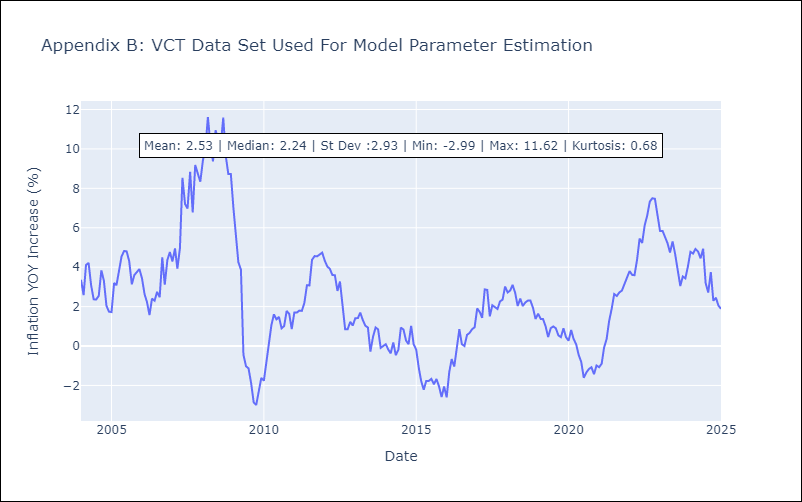 Appendix B: VCT Data Set Used For Model Parameter Estimation
12
Mean: 2.53 | Median: 2.24 | St Dev :2.93 | Min: -2.99 | Max: 11.62 | Kurtosis: 0.68
10
8
6
4
2
0
−2
Inflation YOY Increase (%)
2005 2010 2015 2020 2025
Date